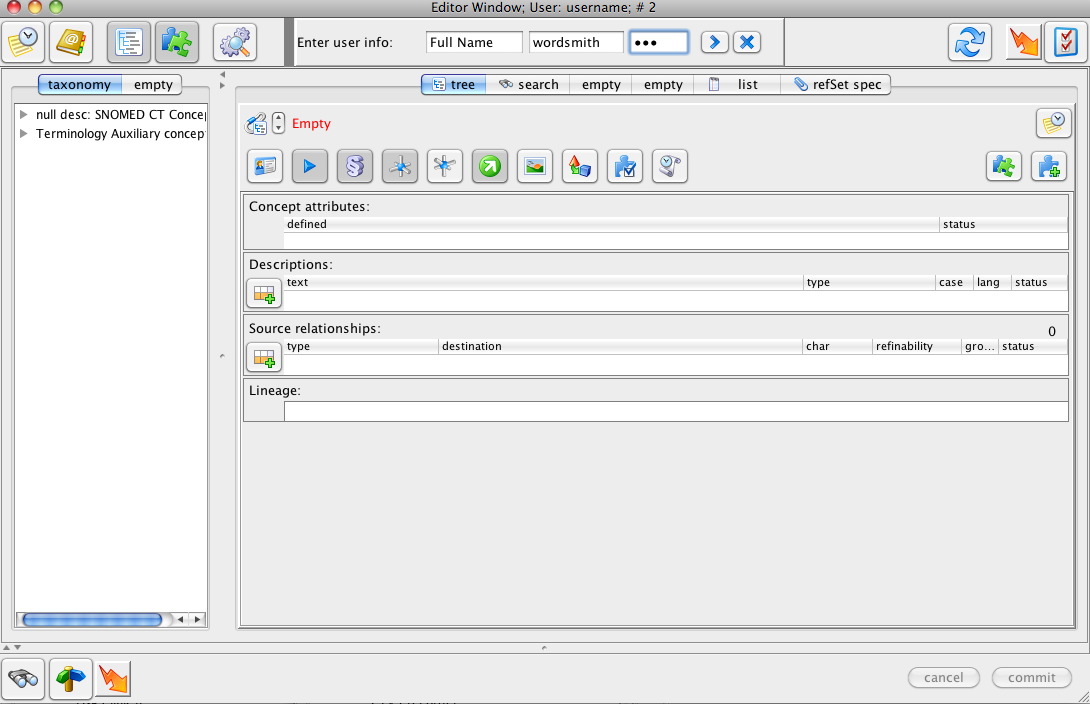 Editor Window; User: username; # 2
Enter user info: Full Name wordsmith •••
taxonomy empty
tree search empty empty list refSet spec
null desc: SNOMED CT Concep
Terminology Auxiliary concep
Empty
Concept attributes:
defined status
Descriptions:
text type case lang status
Source relationships: 0
type destination char refinability gro... status
Lineage:
cancel commit